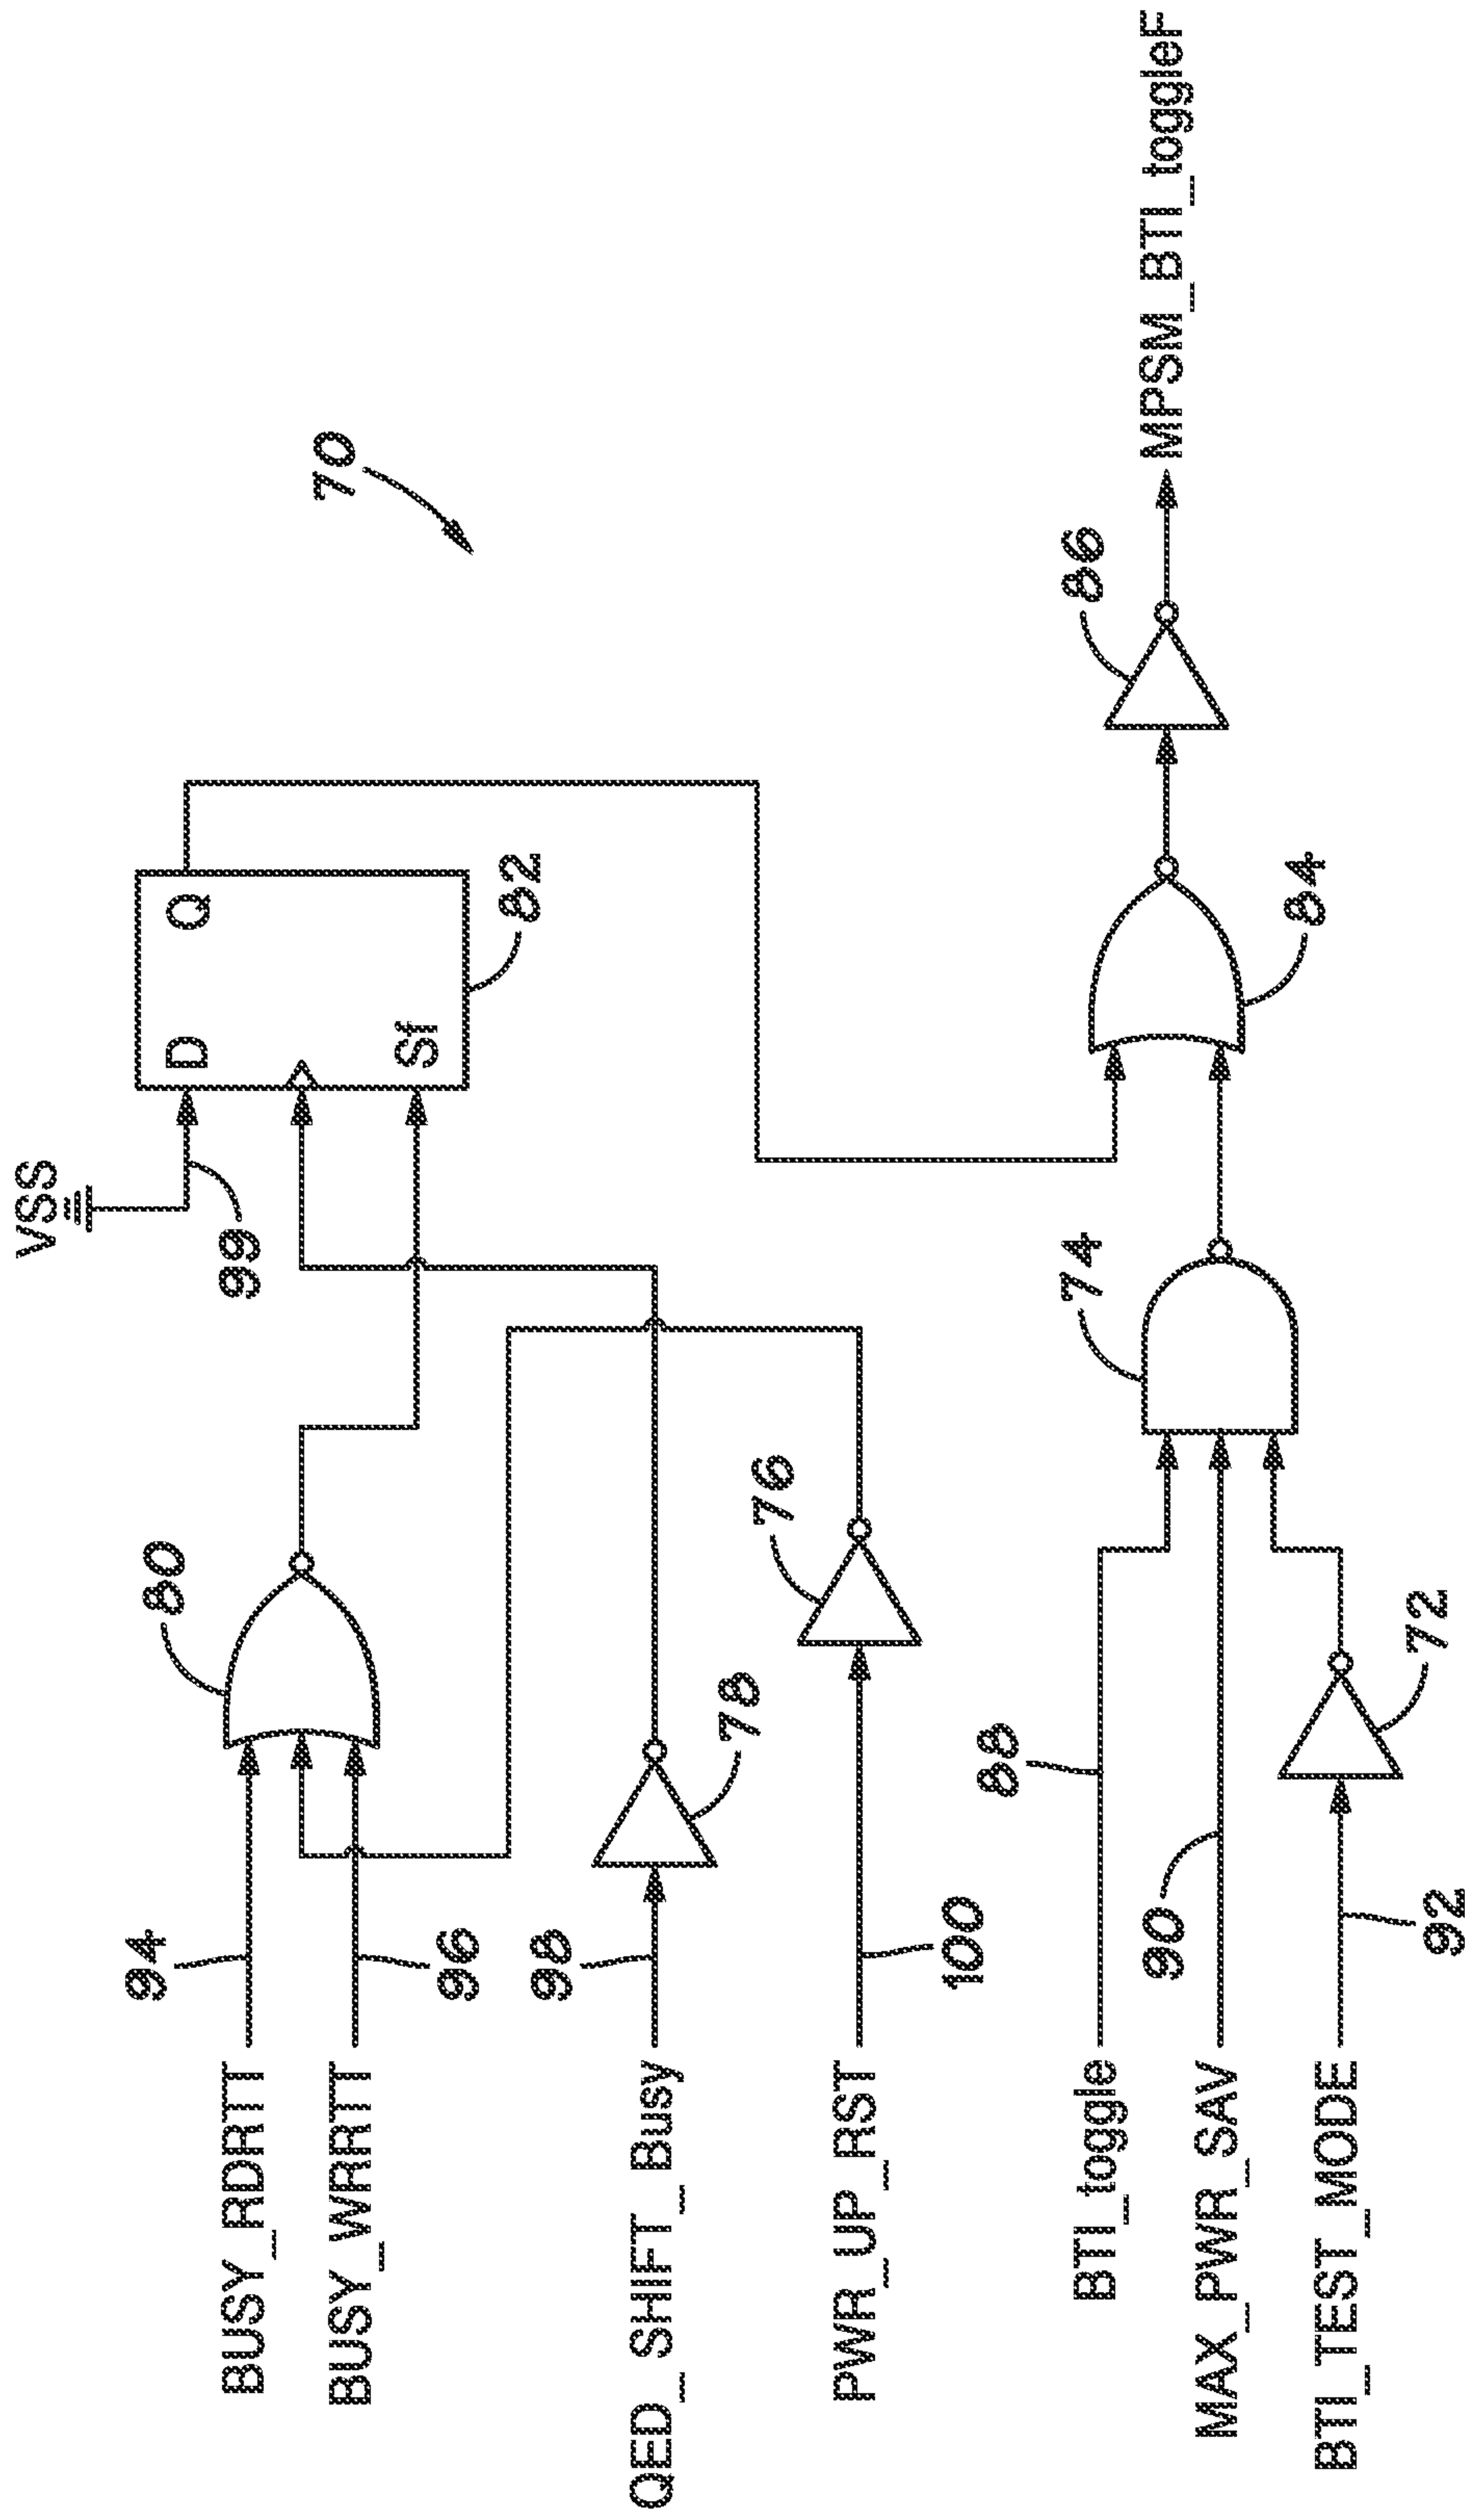 70
VSS
99
D
Q
Sf
82
80
94
BUSY_RDRTT
BUSY_WRRTT
96
98
QED_SHIFT_Busy
78
76
PWR_UP_RST
100
88
BTI_toggle
74
84
86
MPSM_BTI_toggleF
90
MAX_PWR_SAV
BTI_TEST_MODE
92
72